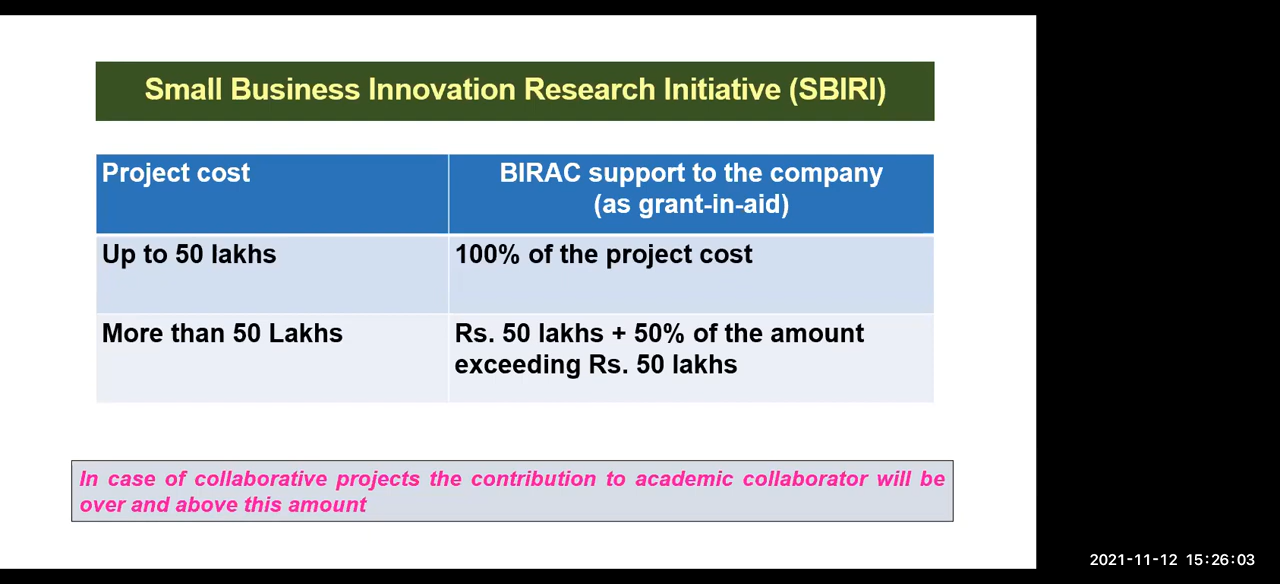 Small Business Innovation Research Initiative (SBIRI)
Project cost
BIRAC support to the company
(as grant-in-aid)
Up to 50 lakhs
100% of the project cost
More than 50 Lakhs
Rs. 50 lakhs + 50% of the amount
exceeding Rs. 50 lakhs
In case of collaborative projects the contribution to academic collaborator will be
over and above this amount
2021-11-12 15:26:03